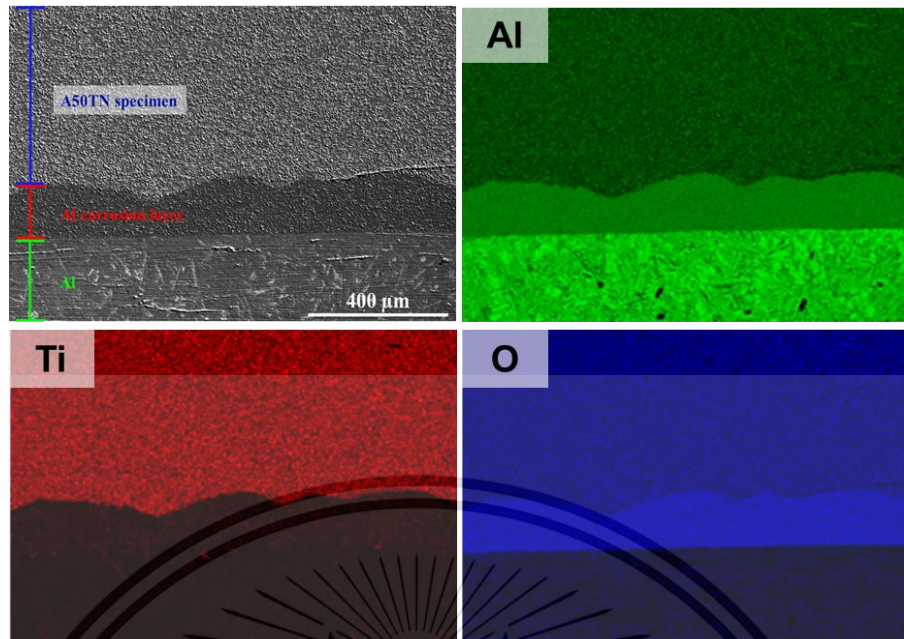 Al
A50TN specimen
Al corrosion layer
Al
400 μm
Ti
O